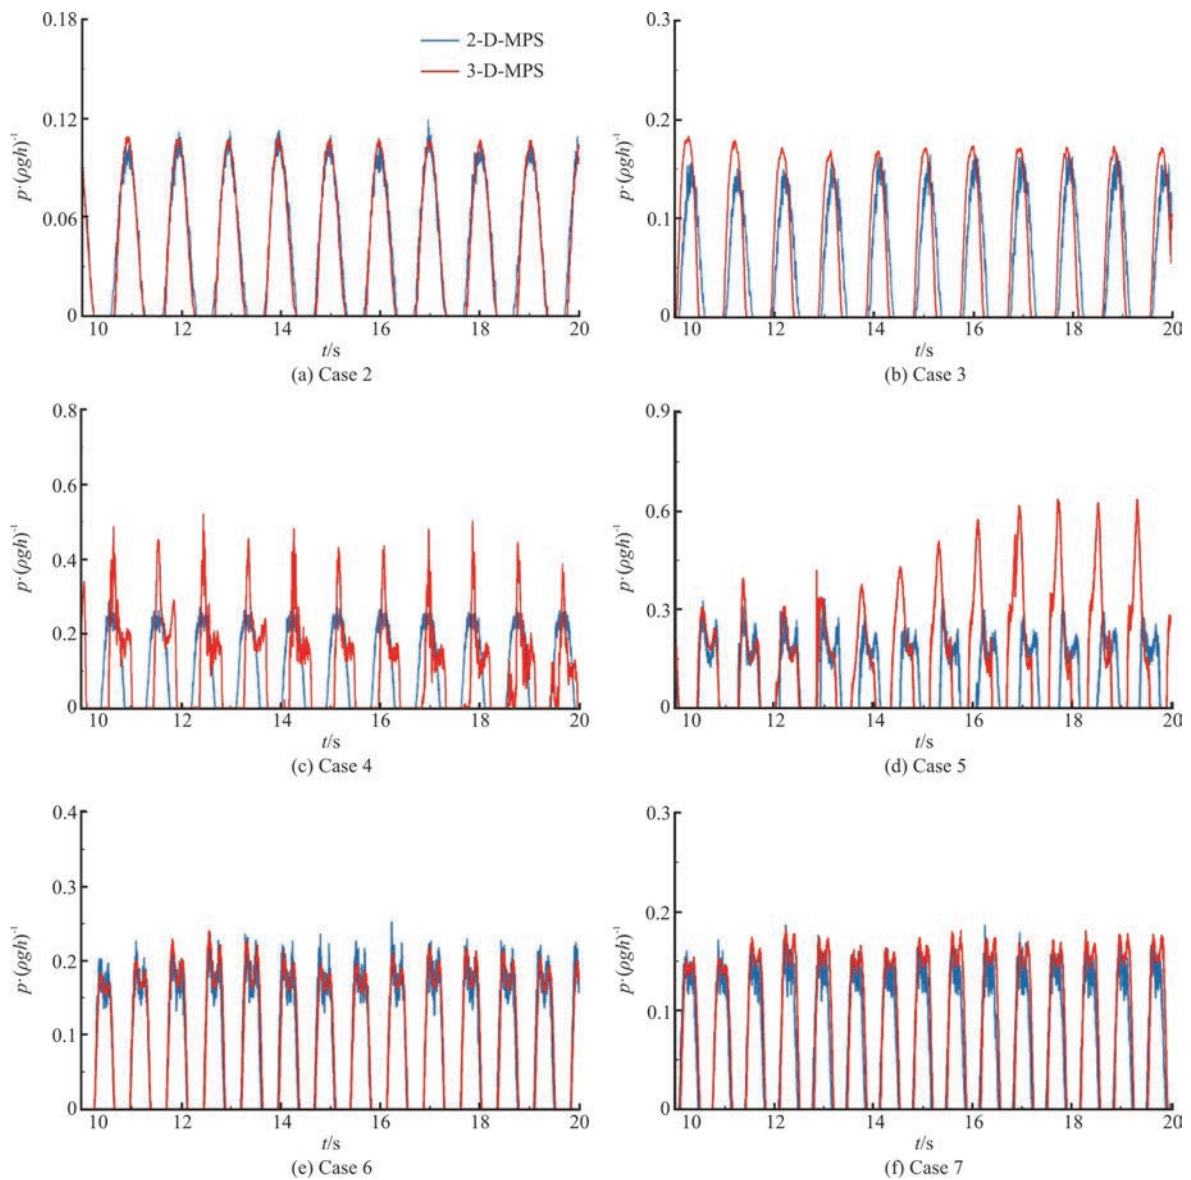 0.18
0.12
0.06
0
p·(ρgh)⁻¹
2-D-MPS
3-D-MPS
10 12 14 16 18 20
t/s
(a) Case 2
0.3
0.2
0.1
0
p·(ρgh)⁻¹
10 12 14 16 18 20
t/s
(b) Case 3
0.8
0.6
0.4
0.2
0
p·(ρgh)⁻¹
10 12 14 16 18 20
t/s
(c) Case 4
0.9
0.6
0.3
0
p·(ρgh)⁻¹
10 12 14 16 18 20
t/s
(d) Case 5
0.4
0.3
0.2
0.1
0
p·(ρgh)⁻¹
10 12 14 16 18 20
t/s
(e) Case 6
0.3
0.2
0.1
0
p·(ρgh)⁻¹
10 12 14 16 18 20
t/s
(f) Case 7